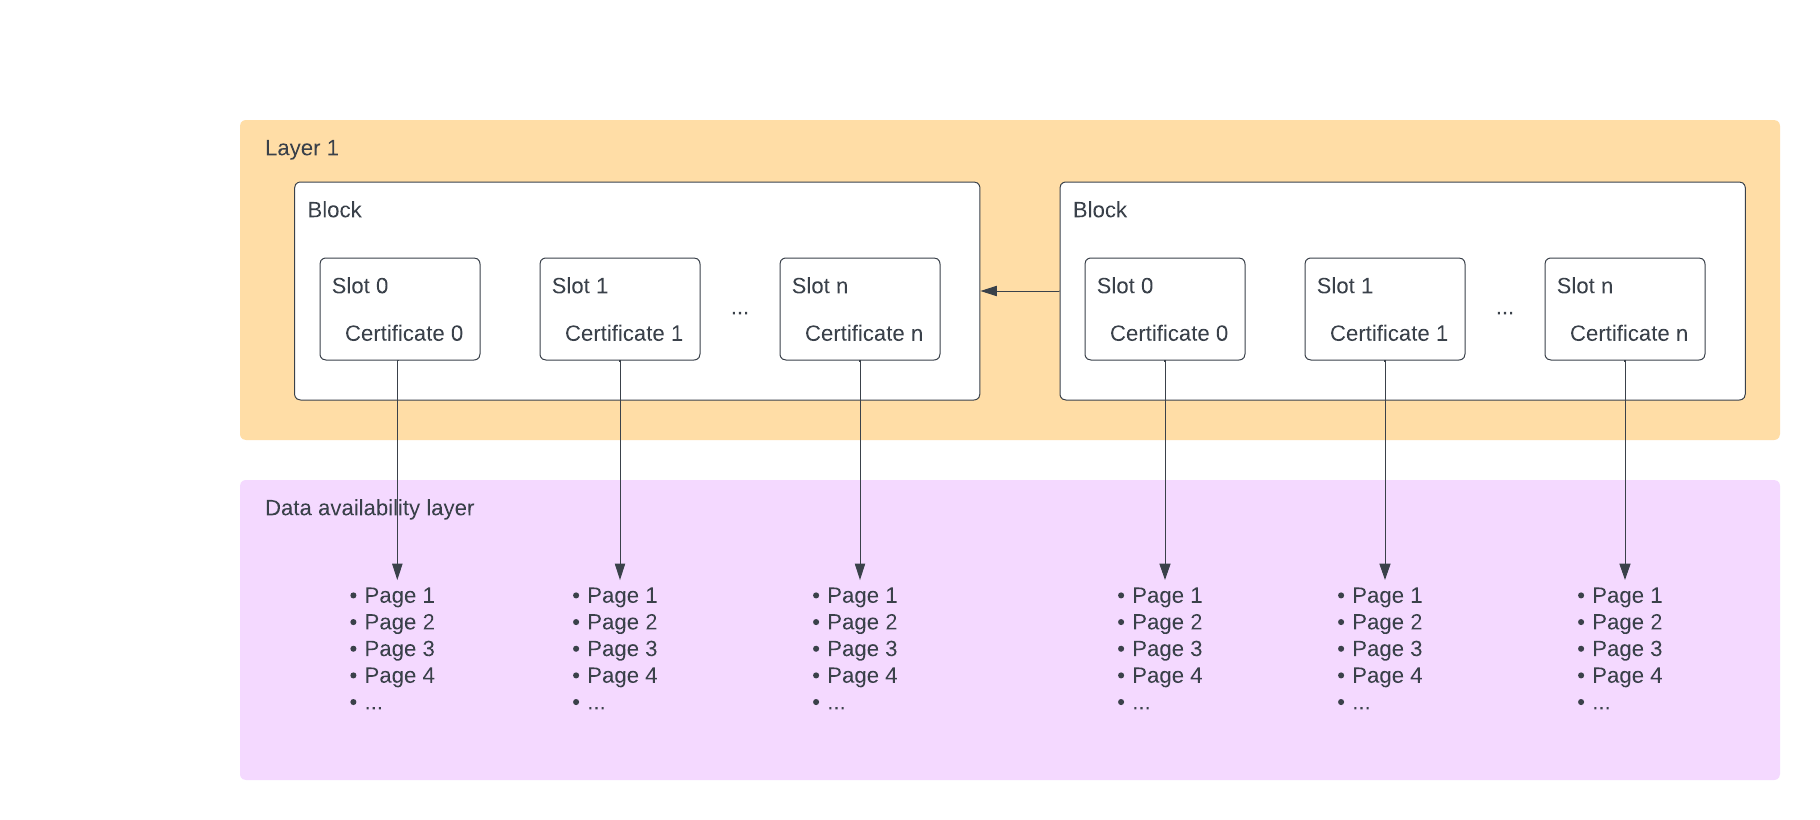 Layer 1
Block
Block
Slot 0
Certificate 0
Slot 1
Certificate 1
...
Slot n
Certificate n
Slot 0
Certificate 0
Slot 1
Certificate 1
...
Slot n
Certificate n
Data availability layer
• Page 1
• Page 2
• Page 3
• Page 4
• ...
• Page 1
• Page 2
• Page 3
• Page 4
• ...
• Page 1
• Page 2
• Page 3
• Page 4
• ...
• Page 1
• Page 2
• Page 3
• Page 4
• ...
• Page 1
• Page 2
• Page 3
• Page 4
• ...
• Page 1
• Page 2
• Page 3
• Page 4
• ...